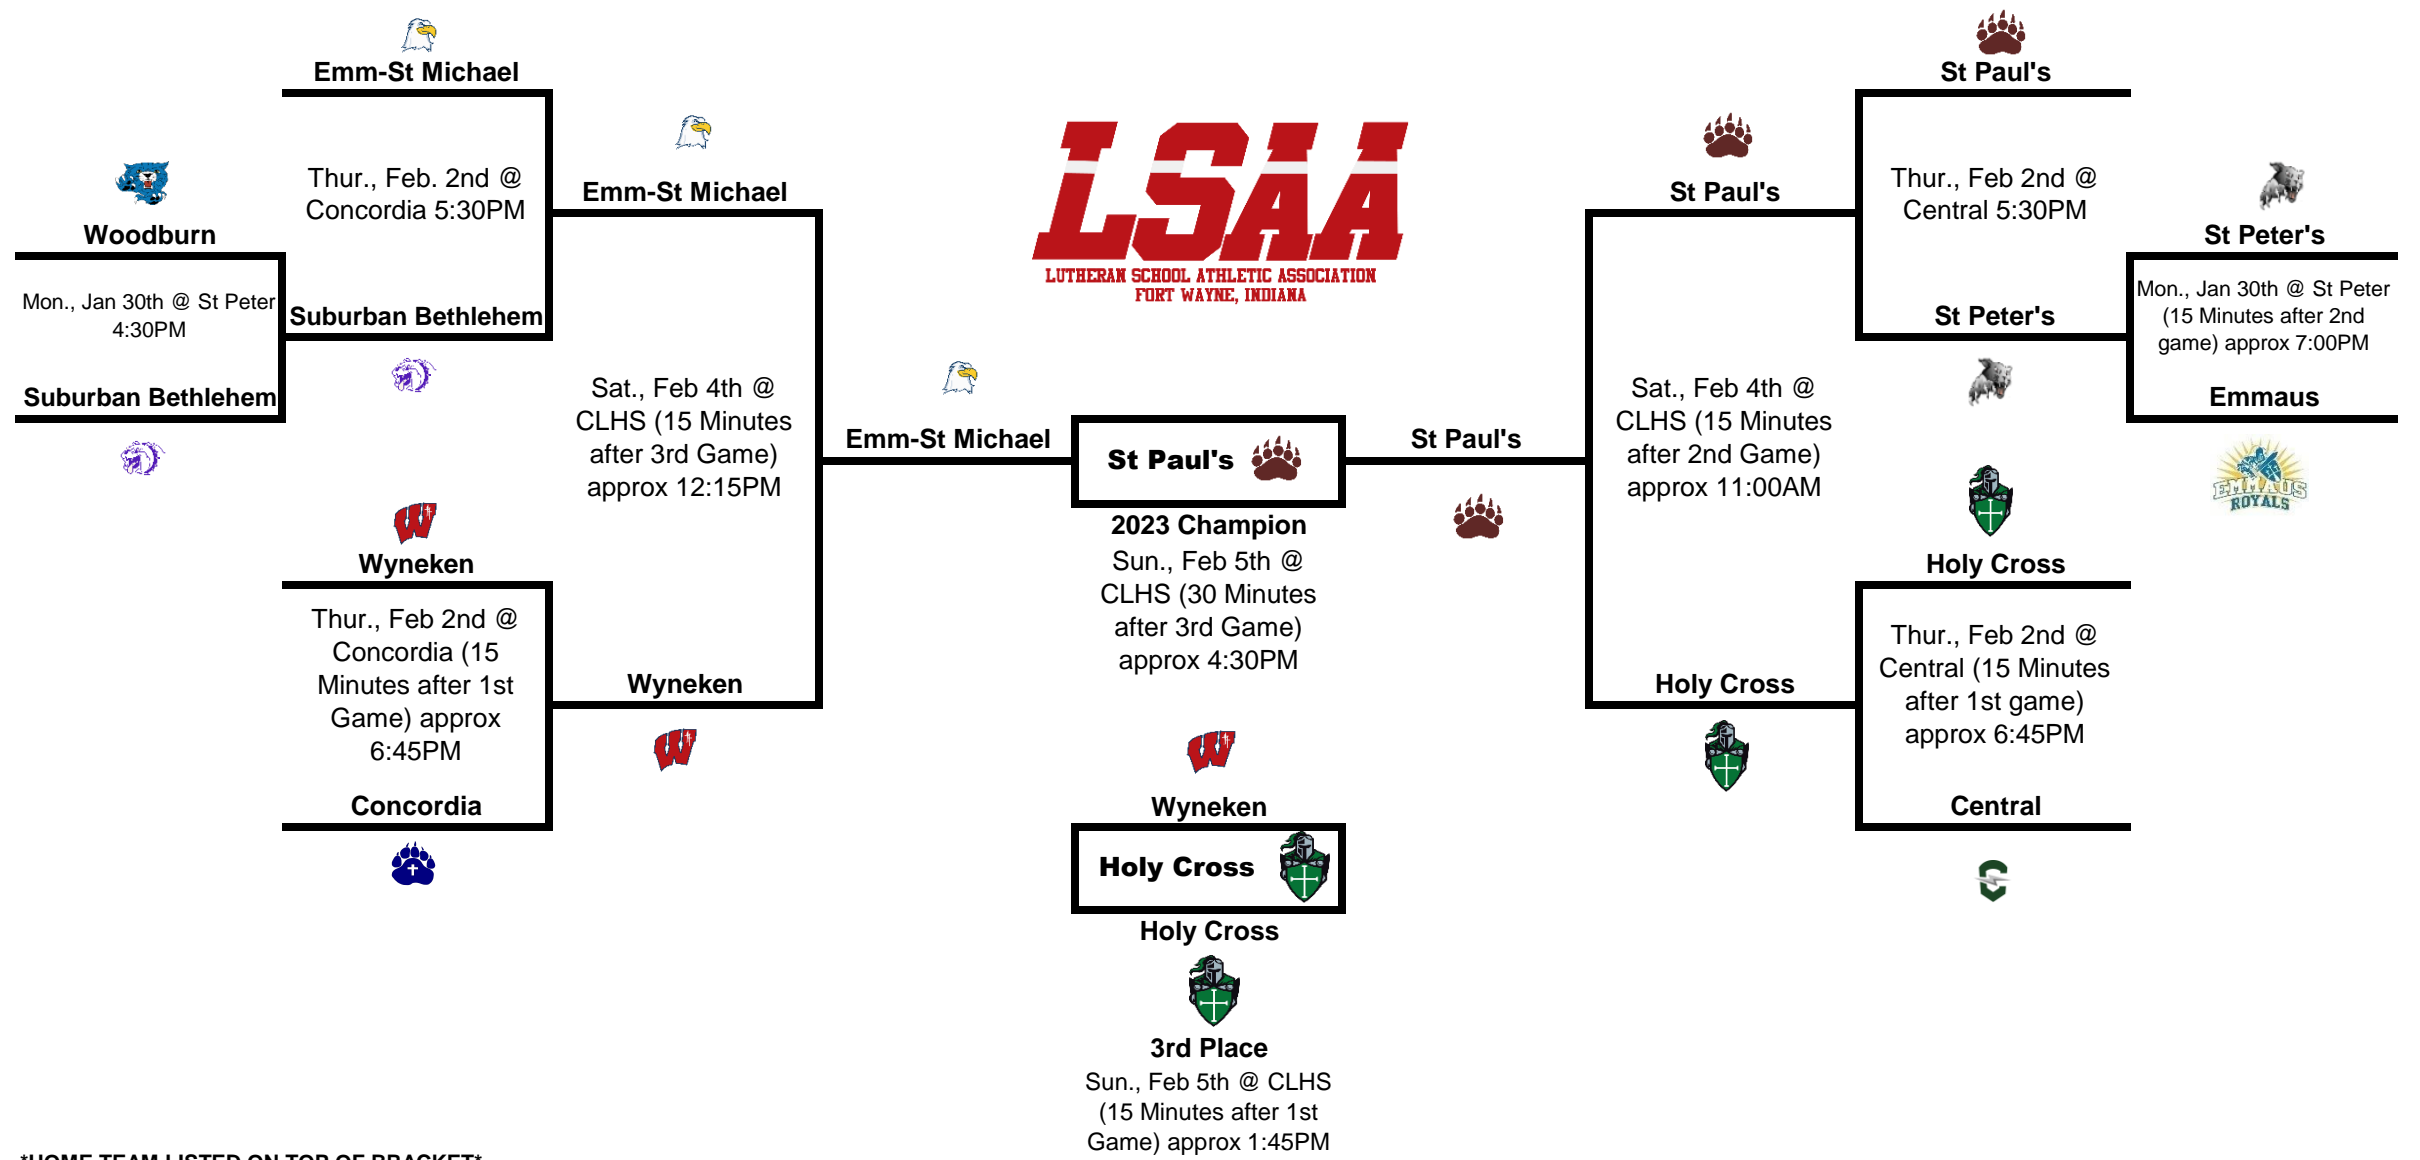 Emm-St Michael
Thur., Feb. 2nd @
Concordia 5:30PM
Woodburn
Mon., Jan 30th @ St Peter
4:30PM
Suburban Bethlehem
Suburban Bethlehem
Emm-St Michael
Sat., Feb 4th @
CLHS (15 Minutes
after 3rd Game)
approx 12:15PM
W
Wyneken
Thur., Feb 2nd @
Concordia (15
Minutes after 1st
Game) approx
6:45PM
Concordia
Wyneken
W
Emm-St Michael
LSAA
LUTHERAN SCHOOL ATHLETIC ASSOCIATION
FORT WAYNE, INDIANA
St Paul's
2023 Champion
Sun., Feb 5th @
CLHS (30 Minutes
after 3rd Game)
approx 4:30PM
W
Wyneken
Holy Cross
Holy Cross
3rd Place
Sun., Feb 5th @ CLHS
(15 Minutes after 1st
Game) approx 1:45PM
St Paul's
St Paul's
Sat., Feb 4th @
CLHS (15 Minutes
after 2nd Game)
approx 11:00AM
Holy Cross
St Paul's
Thur., Feb 2nd @
Central 5:30PM
St Peter's
Holy Cross
Thur., Feb 2nd @
Central (15 Minutes
after 1st game)
approx 6:45PM
Central
C
St Peter's
Mon., Jan 30th @ St Peter
(15 Minutes after 2nd
game) approx 7:00PM
Emmaus
EMMAUS
ROYALS
*HOME TEAM LISTED ON TOP OF BRACKET*